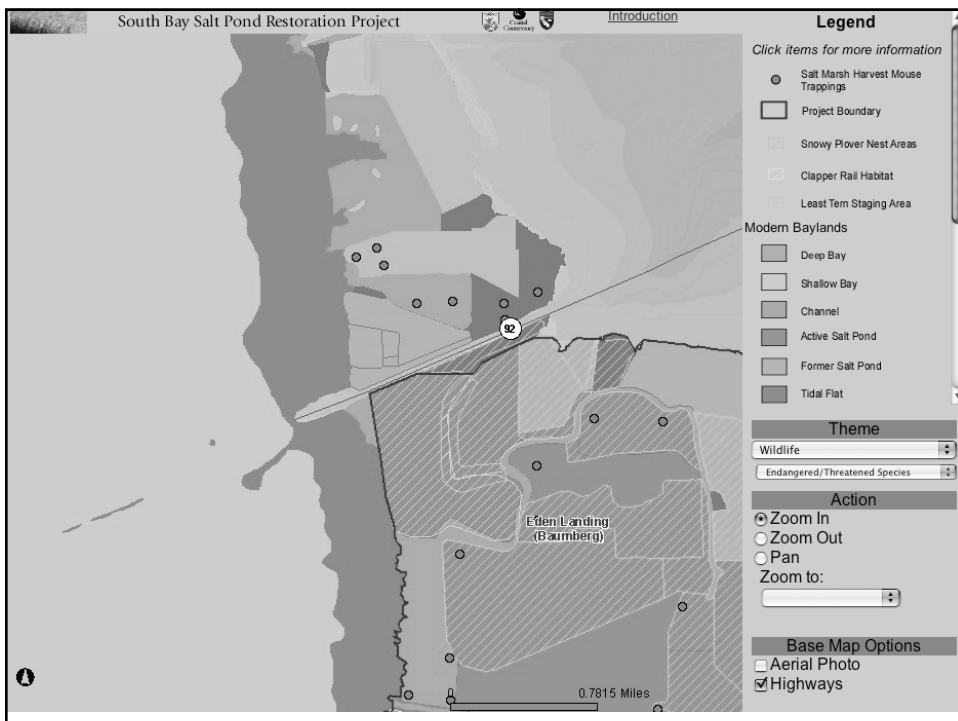 South Bay Salt Pond Restoration Project
Coastal
Conservancy
Introduction
Legend
Click items for more information
Salt Marsh Harvest Mouse
Trappings
Project Boundary
Snowy Plover Nest Areas
Clapper Rail Habitat
Least Tern Staging Area
Modern Baylands
Deep Bay
Shallow Bay
Channel
Active Salt Pond
Former Salt Pond
Tidal Flat
92
Eden Landing
(Baumberg)
0 0.7815 Miles
Theme
Wildlife
Endangered/Threatened Species
Action
Zoom In
Zoom Out
Pan
Zoom to:
Base Map Options
Aerial Photo
Highways